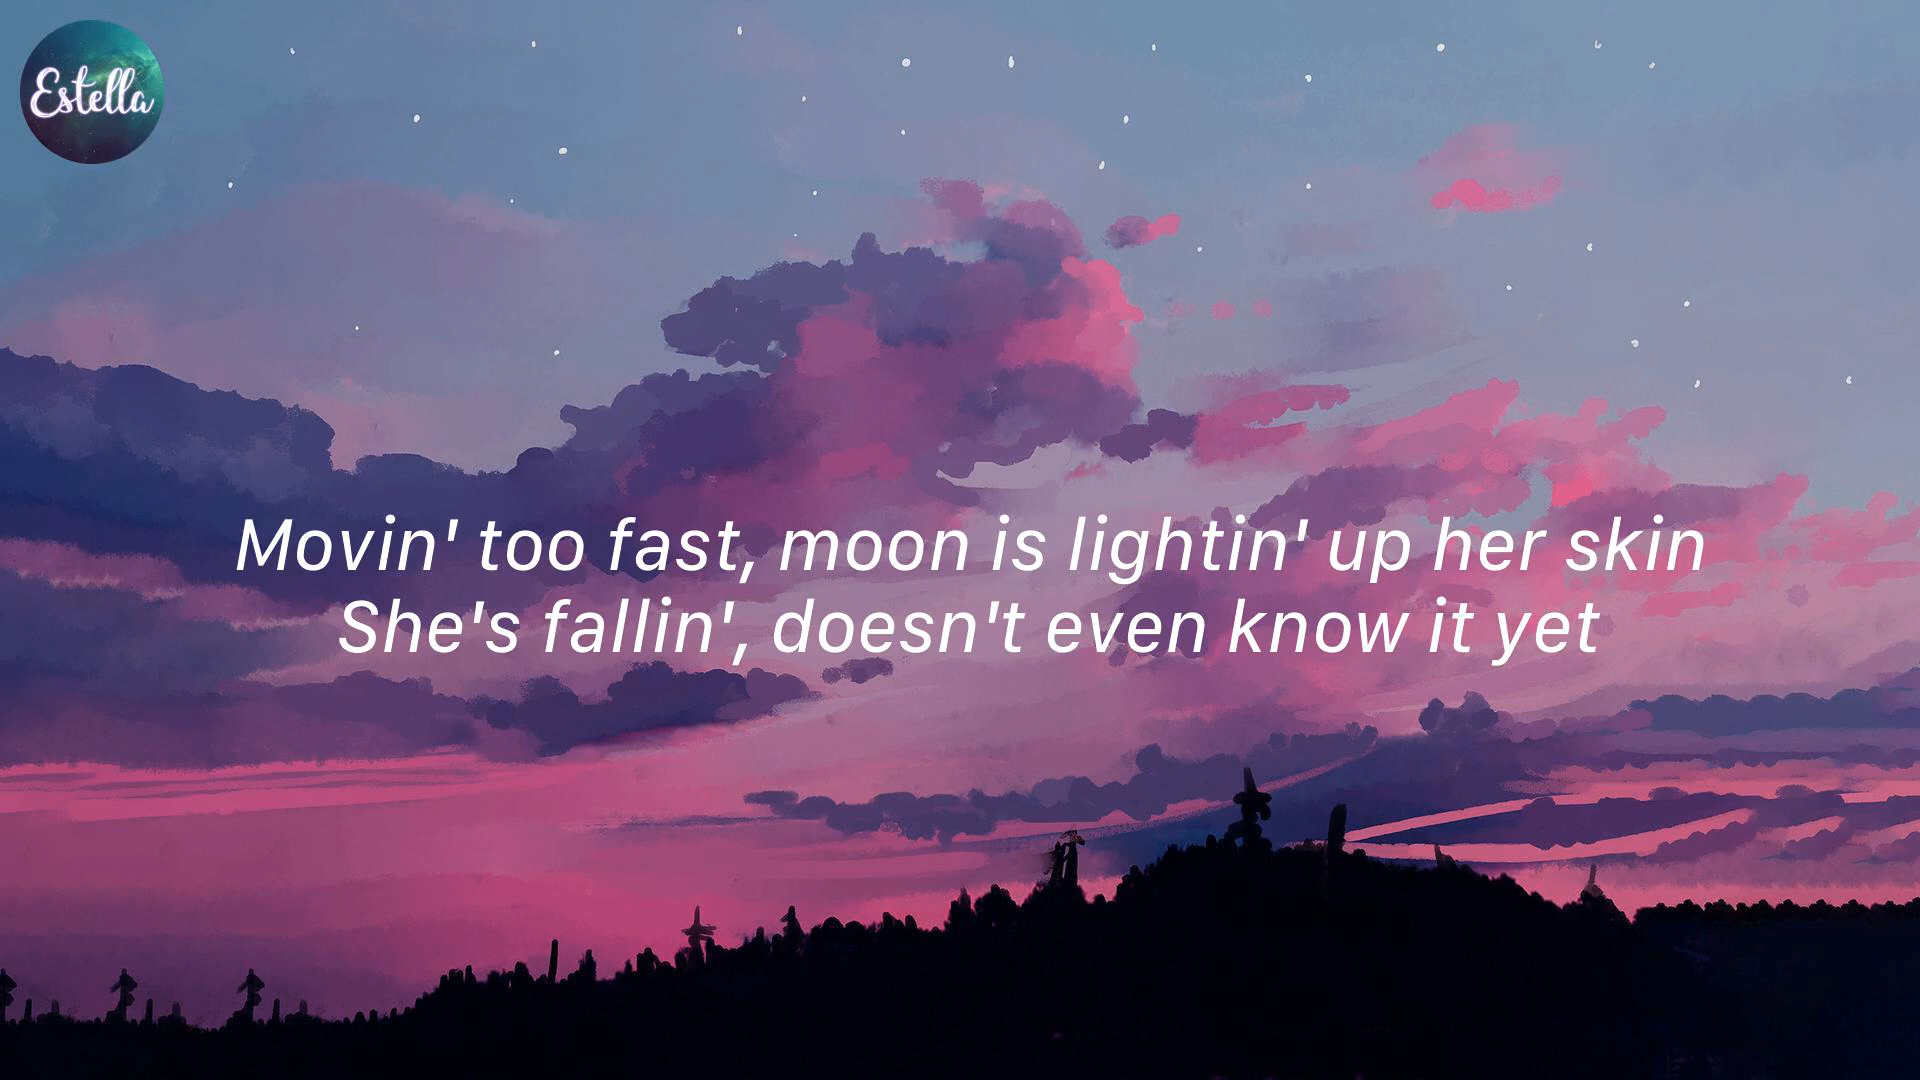 Estella
Movin' too fast, moon is lightin' up her skin
She's fallin', doesn't even know it yet